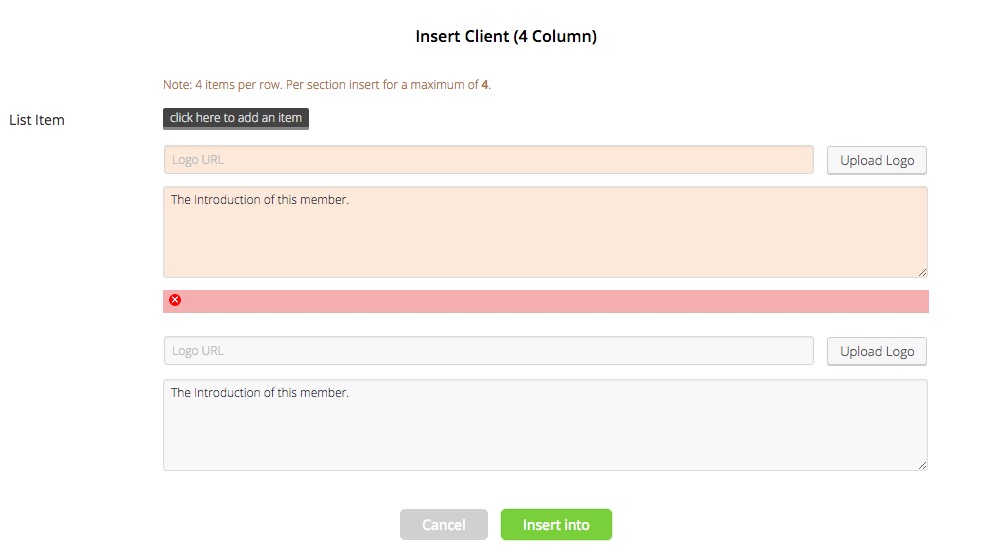 Insert Client (4 Column)
Note: 4 items per row. Per section insert for a maximum of 4.
List Item
click here to add an item
Logo URL
Upload Logo
The Introduction of this member.
Logo URL
Upload Logo
The Introduction of this member.
Cancel
Insert into